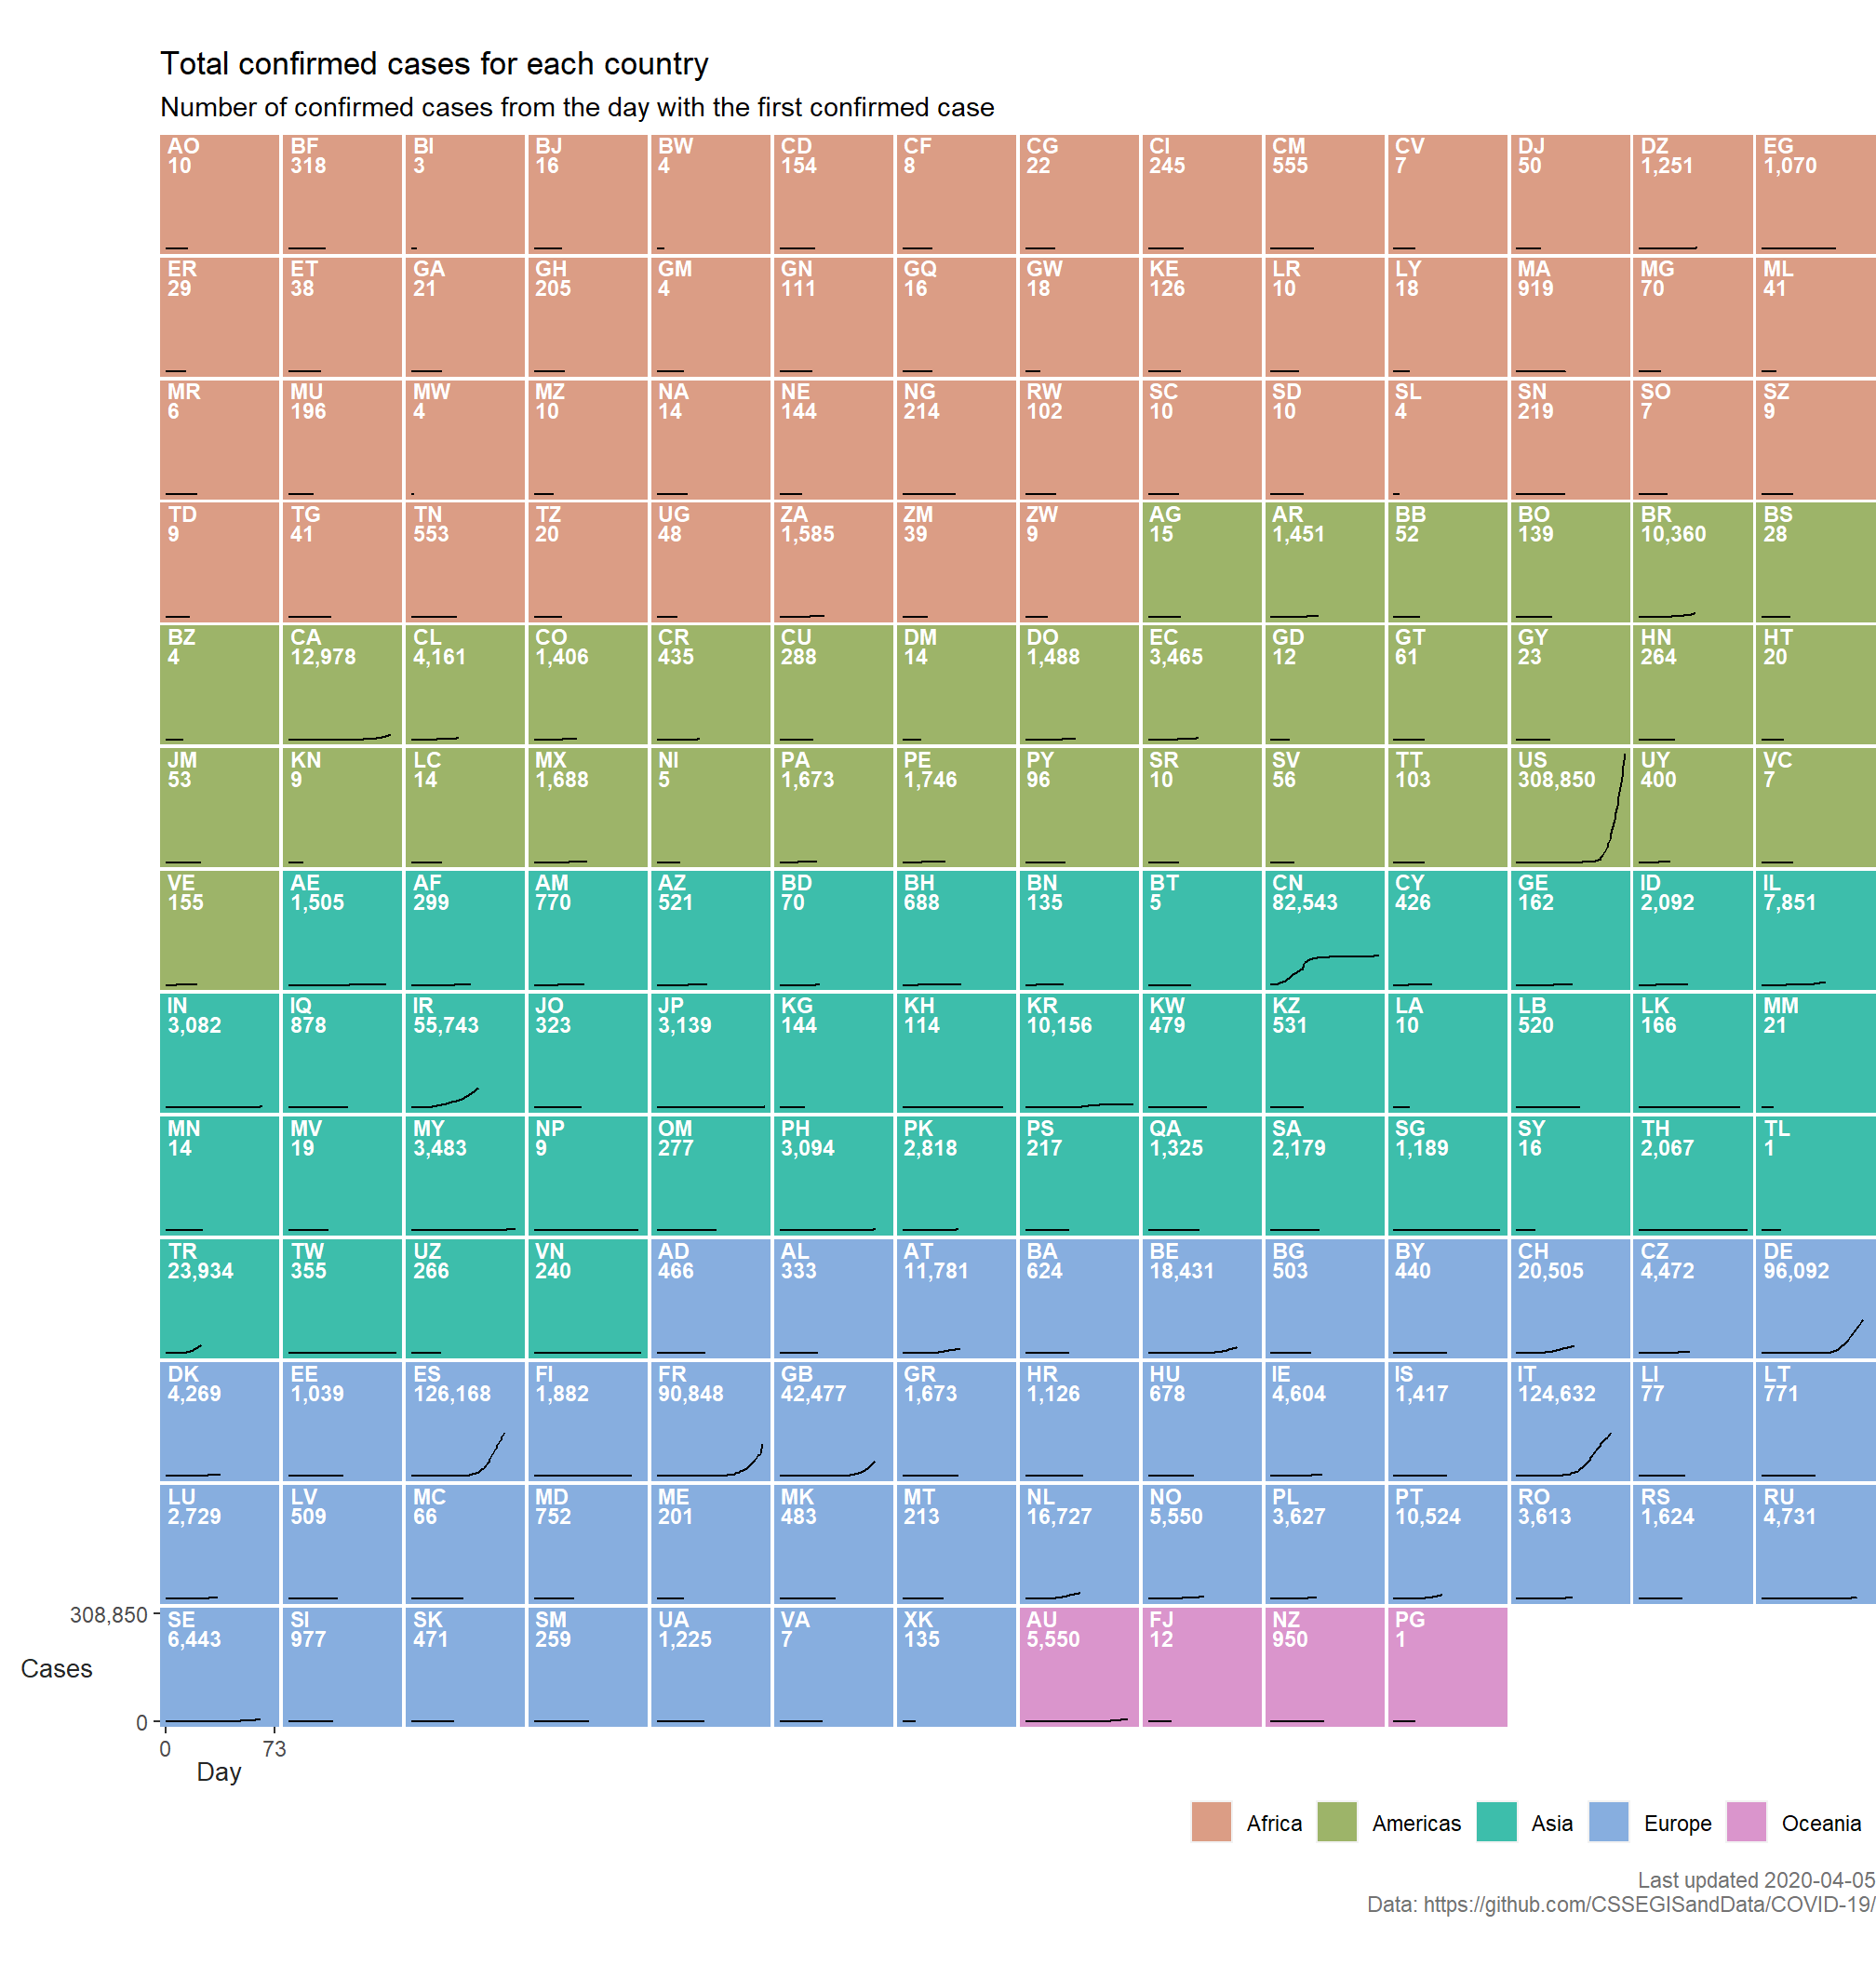 Total confirmed cases for each country
Number of confirmed cases from the day with the first confirmed case
AO BF BI BJ BW CD CF CG CI CM CV DJ DZ EG
10 318 3 16 4 154 8 22 245 555 7 50 1,251 1,070
ER ET GA GH GM GN GQ GW KE LR LY MA MG ML
29 38 21 205 4 111 16 18 126 10 18 919 70 41
MR MU MW MZ NA NE NG RW SC SD SL SN SO SZ
6 196 4 10 14 144 214 102 10 10 4 219 7 9
TD TG TN TZ UG ZA ZM ZW AG AR BB BO BR BS
9 41 553 20 48 1,585 39 9 15 1,451 52 139 10,360 28
BZ CA CL CO CR CU DM DO EC GD GT GY HN HT
4 12,978 4,161 1,406 435 288 14 1,488 3,465 12 61 23 264 20
JM KN LC MX NI PA PE PY SR SV TT US UY VC
53 9 14 1,688 5 1,673 1,746 96 10 56 103 308,850 400 7
VE AE AF AM AZ BD BH BN BT CN CY GE ID IL
155 1,505 299 770 521 70 688 135 5 82,543 426 162 2,092 7,851
IN IQ IR JO JP KG KH KR KW KZ LA LB LK MM
3,082 878 55,743 323 3,139 144 114 10,156 479 531 10 520 166 21
MN MV MY NP OM PH PK PS QA SA SG SY TH TL
14 19 3,483 9 277 3,094 2,818 217 1,325 2,179 1,189 16 2,067 1
TR TW UZ VN AD AL AT BA BE BG BY CH CZ DE
23,934 355 266 240 466 333 11,781 624 18,431 503 440 20,505 4,472 96,092
DK EE ES FI FR GB GR HR HU IE IS IT LI LT
4,269 1,039 126,168 1,882 90,848 42,477 1,673 1,126 678 4,604 1,417 124,632 77 771
LU LV MC MD ME MK MT NL NO PL PT RO RS RU
2,729 509 66 752 201 483 213 16,727 5,550 3,627 10,524 3,613 1,624 4,731
308,850 SE SI SK SM UA VA XK AU FJ NZ PG
6,443 977 471 259 1,225 7 135 5,550 12 950 1
Cases
0
0 73
Day
Africa Americas Asia Europe Oceania
Last updated 2020-04-05
Data: https://github.com/CSSEGISandData/COVID-19/